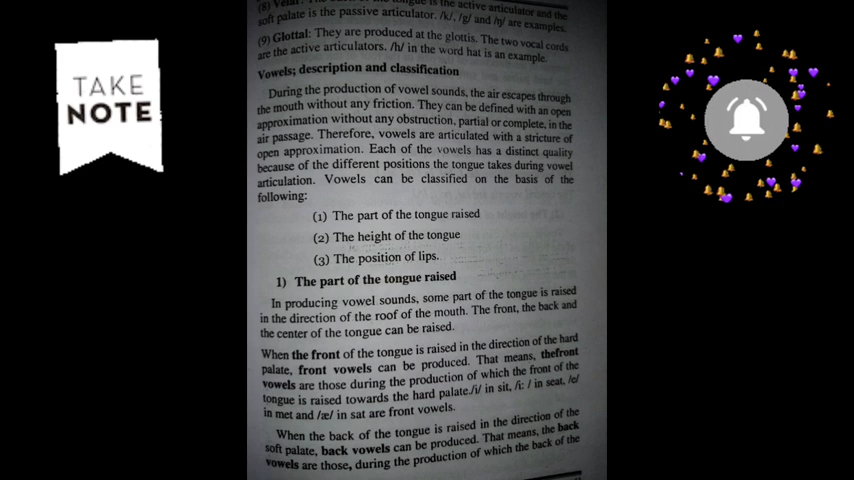 TAKE
NOTE
(8) Velar: The back of the tongue is the active articulator and the
soft palate is the passive articulator. /k/, /g/ and /ŋ/ are examples.
(9) Glottal: They are produced at the glottis. The two vocal cords
are the active articulators. /h/ in the word hat is an example.
Vowels; description and classification
During the production of vowel sounds, the air escapes through
the mouth without any friction. They can be defined with an open
approximation without any obstruction, partial or complete, in the
air passage. Therefore, vowels are articulated with a stricture of
open approximation. Each of the vowels has a distinct quality
because of the different positions the tongue takes during vowel
articulation. Vowels can be classified on the basis of the
following:
(1) The part of the tongue raised
(2) The height of the tongue
(3) The position of lips.
1) The part of the tongue raised
In producing vowel sounds, some part of the tongue is raised
in the direction of the roof of the mouth. The front, the back and
the center of the tongue can be raised.
When the front of the tongue is raised in the direction of the hard
palate, front vowels can be produced. That means, thefront
vowels are those during the production of which the front of the
tongue is raised towards the hard palate./i/ in sit, /i: / in seat, /e/
in met and /æ/ in sat are front vowels.
When the back of the tongue is raised in the direction of the
soft palate, back vowels can be produced. That means, the back
vowels are those, during the production of which the back of the